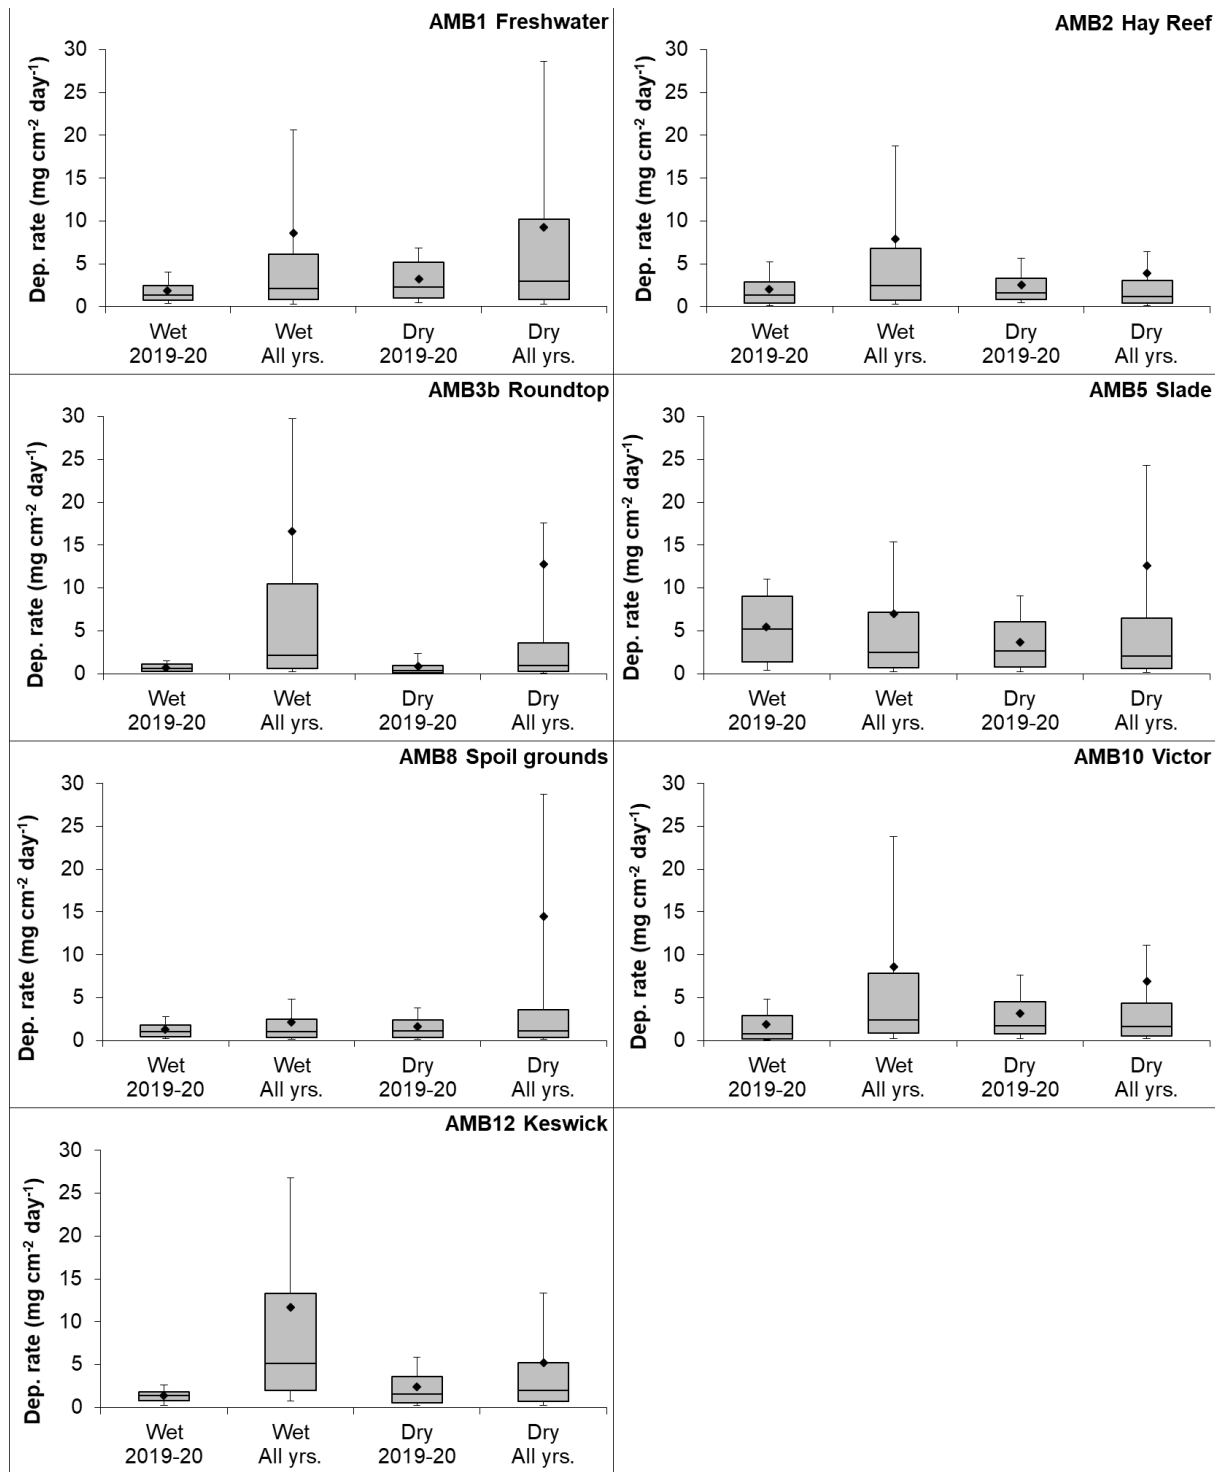 AMB1 Freshwater
Dep. rate (mg cm⁻² day⁻¹)
30
25
20
15
10
5
0
Wet Wet Dry Dry
2019-20 All yrs. 2019-20 All yrs.
AMB2 Hay Reef
Dep. rate (mg cm⁻² day⁻¹)
30
25
20
15
10
5
0
Wet Wet Dry Dry
2019-20 All yrs. 2019-20 All yrs.
AMB3b Roundtop
Dep. rate (mg cm⁻² day⁻¹)
30
25
20
15
10
5
0
Wet Wet Dry Dry
2019-20 All yrs. 2019-20 All yrs.
AMB5 Slade
Dep. rate (mg cm⁻² day⁻¹)
30
25
20
15
10
5
0
Wet Wet Dry Dry
2019-20 All yrs. 2019-20 All yrs.
AMB8 Spoil grounds
Dep. rate (mg cm⁻² day⁻¹)
30
25
20
15
10
5
0
Wet Wet Dry Dry
2019-20 All yrs. 2019-20 All yrs.
AMB10 Victor
Dep. rate (mg cm⁻² day⁻¹)
30
25
20
15
10
5
0
Wet Wet Dry Dry
2019-20 All yrs. 2019-20 All yrs.
AMB12 Keswick
Dep. rate (mg cm⁻² day⁻¹)
30
25
20
15
10
5
0
Wet Wet Dry Dry
2019-20 All yrs. 2019-20 All yrs.